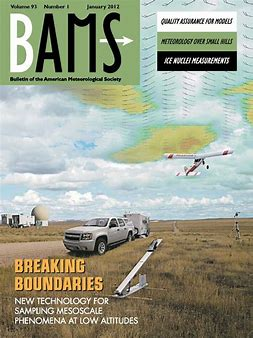 Volume 93 Number 1 January 2012
BAMS
Bulletin of the American Meteorological Society
QUALITY ASSURANCE FOR MODELS
METEOROLOGY OVER SMALL HILLS
ICE NUCLEI MEASUREMENTS
BREAKING
BOUNDARIES
NEW TECHNOLOGY FOR
SAMPLING MESOSCALE
PHENOMENA AT LOW ALTITUDES